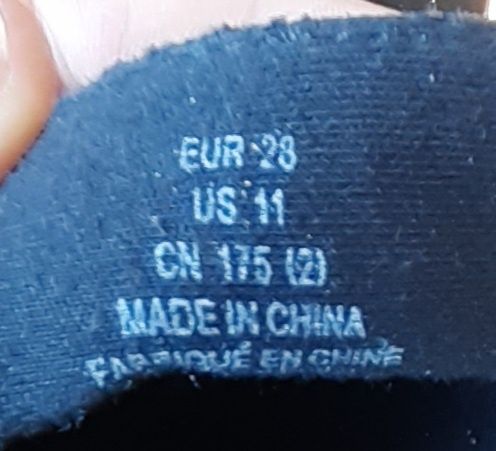 EUR 28
US 11
CN 175 (2)
MADE IN CHINA
FABRIQUÉ EN CHINE